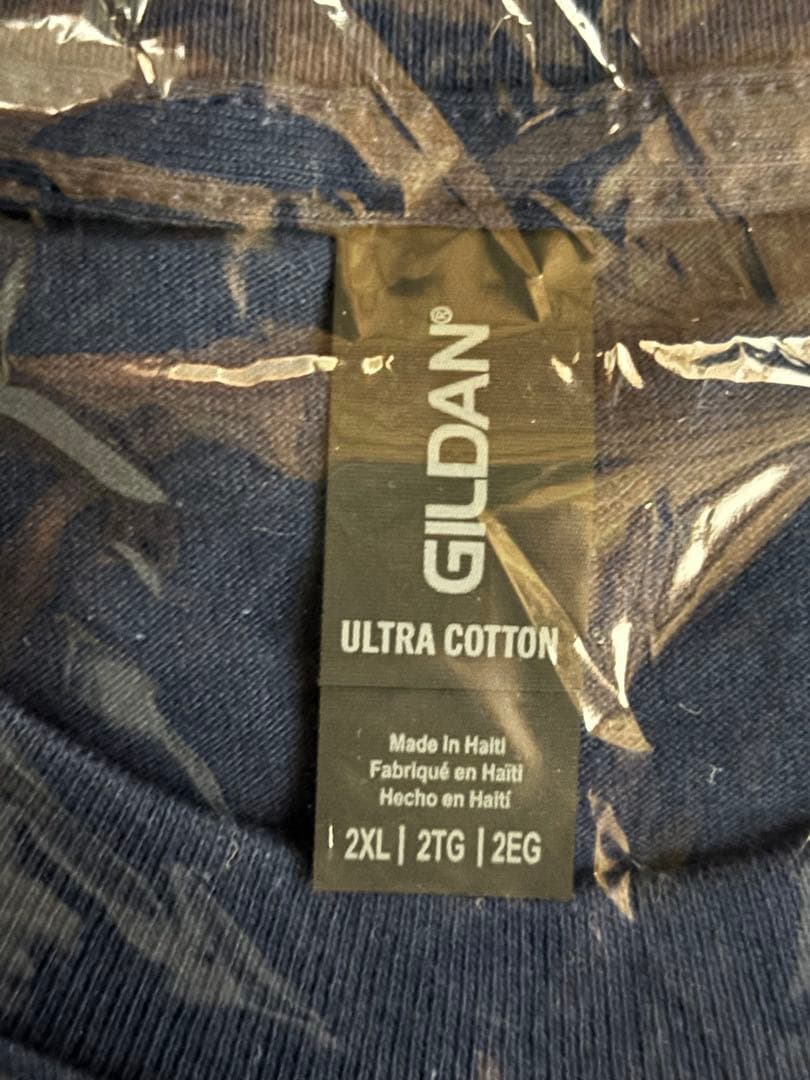 GILDAN®
ULTRA COTTON
Made in Haiti
Fabriqué en Haïti
Hecho en Haití
2XL | 2TG | 2EG